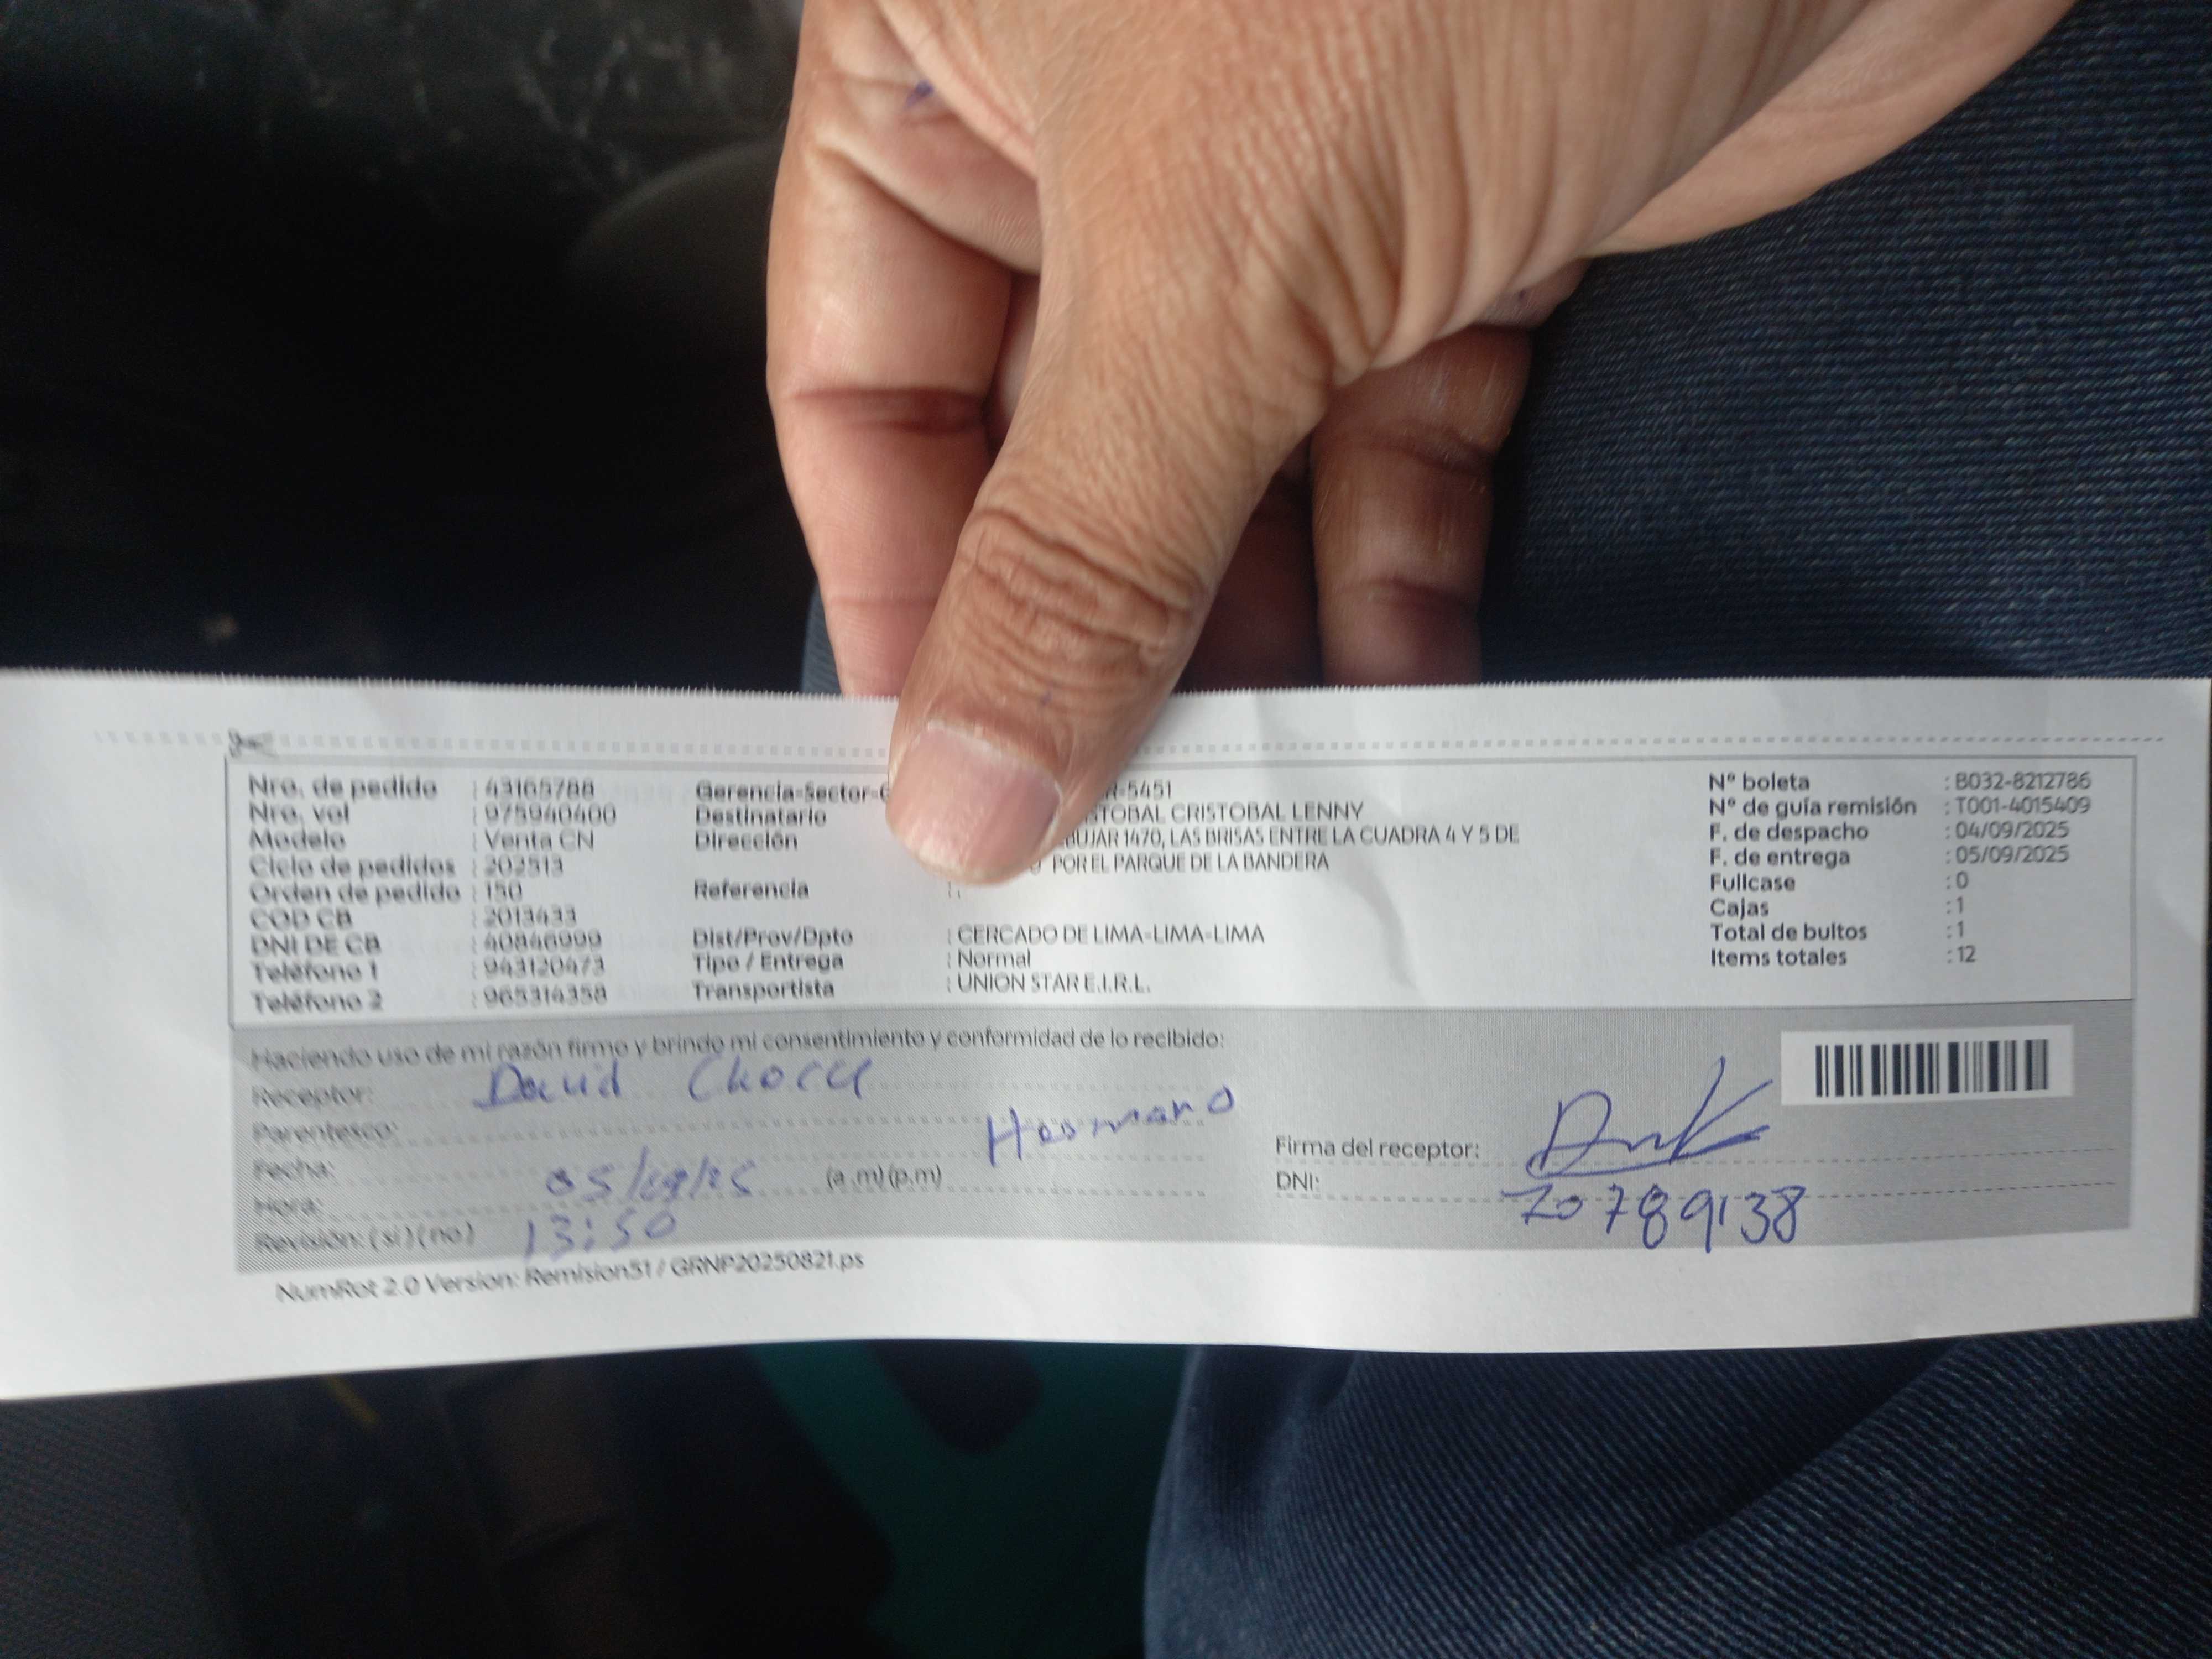 Nro. de pedido : 43165788
Nro. vol : 975940400
Modelo : Venta CN
Ciclo de pedidos : 202513
Orden de pedido : 150
COD CB : 2013433
DNI DE CB : 40846999
Teléfono 1 : 943120473
Teléfono 2 : 965314358
Gerencia-Sector-G R-5451
Destinatario STOBAL CRISTOBAL LENNY
Dirección BUJAR 1470, LAS BRISAS ENTRE LA CUADRA 4 Y 5 DE
POR EL PARQUE DE LA BANDERA
Referencia : .
Dist/Prov/Dpto : CERCADO DE LIMA-LIMA-LIMA
Tipo / Entrega : Normal
Transportista : UNION STAR E.I.R.L.
Nº boleta : B032-8212786
Nº de guía remisión : T001-4015409
F. de despacho : 04/09/2025
F. de entrega : 05/09/2025
Fullcase : 0
Cajas : 1
Total de bultos : 1
Items totales : 12
Haciendo uso de mi razón firmo y brindo mi consentimiento y conformidad de lo recibido:
Receptor: David
Parentesco: Hermano
Fecha:
Hora: (a.m)(p.m)
Revisión: (si)(no) 13:50
Firma del receptor:
DNI: 70789138
NumRot 2.0 Version: Remision51 / GRNP20250821.ps